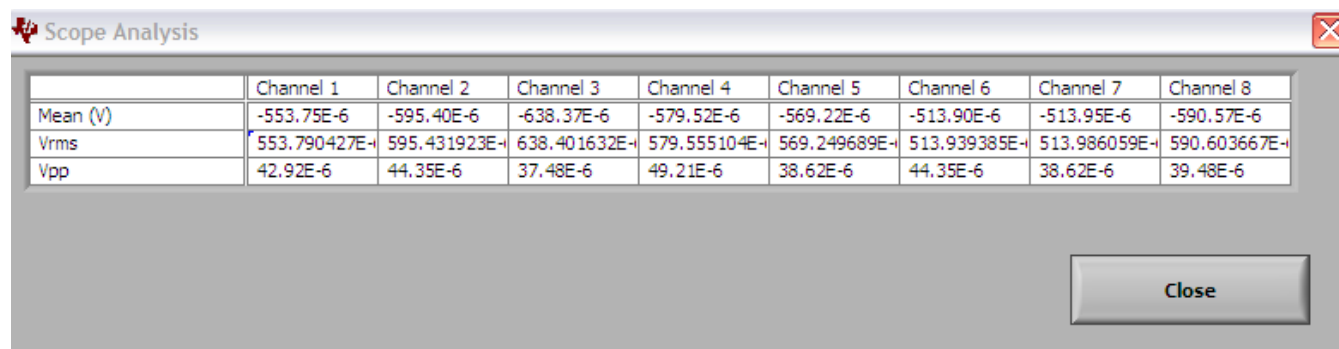 Scope Analysis
Channel 1 Channel 2 Channel 3 Channel 4 Channel 5 Channel 6 Channel 7 Channel 8
Mean (V) -553.75E-6 -595.40E-6 -638.37E-6 -579.52E-6 -569.22E-6 -513.90E-6 -513.95E-6 -590.57E-6
Vrms 553.790427E- 595.431923E- 638.401632E- 579.555104E- 569.249689E- 513.939385E- 513.986059E- 590.603667E-
Vpp 42.92E-6 44.35E-6 37.48E-6 49.21E-6 38.62E-6 44.35E-6 38.62E-6 39.48E-6
Close